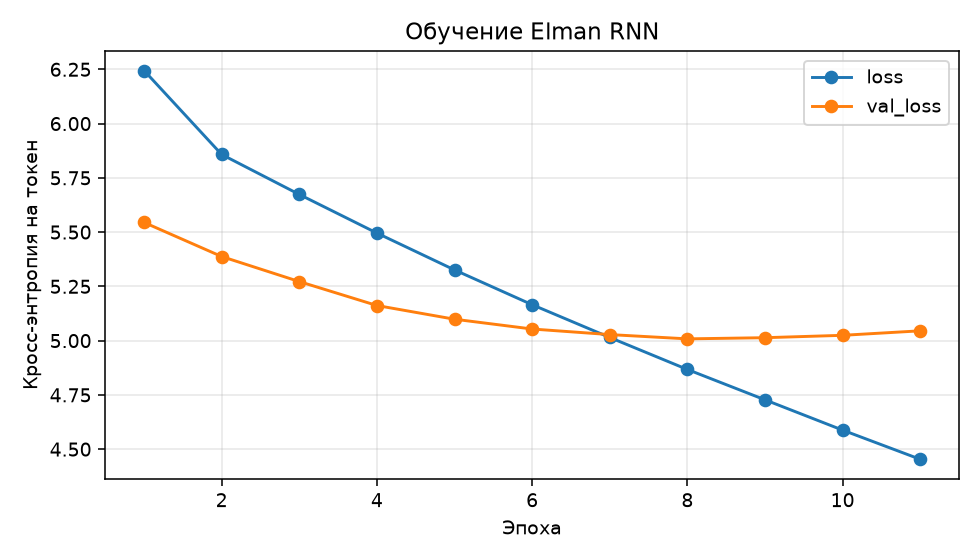 Обучение Elman RNN
loss
val_loss
Кросс-энтропия на токен
6.25
6.00
5.75
5.50
5.25
5.00
4.75
4.50
2
4
6
8
10
Эпоха